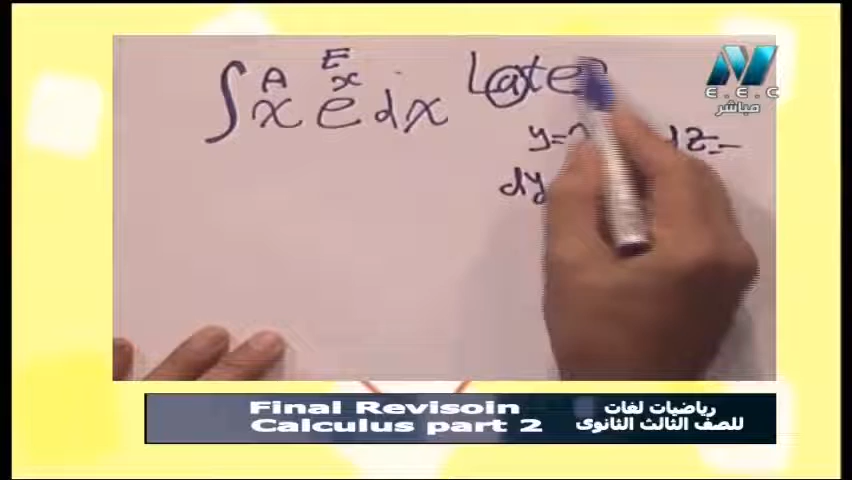 A E
∫ x e^x dx Late
y= dz=
dy
E.E.C
مباشر
Final Revisoin
Calculus part 2
رياضيات لغات
للصف الثالث الثانوى